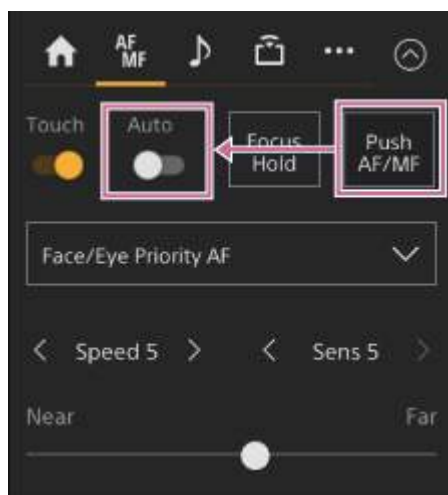 AF
MF
Touch
Auto
Focus
Hold
Push
AF/MF
Face/Eye Priority AF
Speed 5
Sens 5
Near
Far